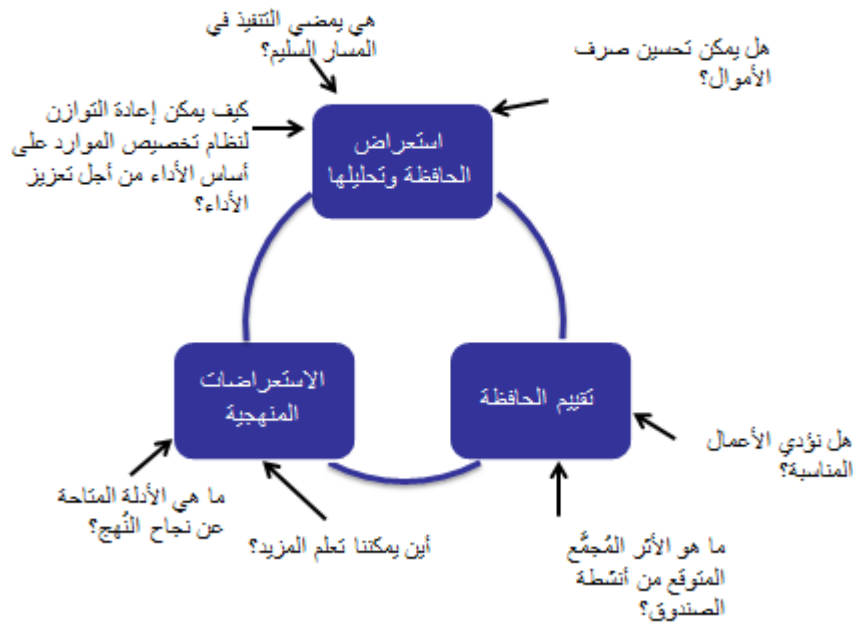 هي يمضي التنفيذ في
المسار السليم؟
هل يمكن تحسين صرف
الأموال؟
كيف يمكن إعادة التوازن
لنظام تخصيص الموارد على
أساس الأداء من أجل تعزيز
الأداء؟
استعراض
الحافظة وتحليلها
الاستعراضات
المنهجية
تقييم الحافظة
هل نؤدي الأعمال
المناسبة؟
ما هي الأدلة المتاحة
عن نجاح النُهج؟
أين يمكننا تعلم المزيد؟
ما هو الأثر المُجمَّع
المتوقع من أنشطة
الصندوق؟